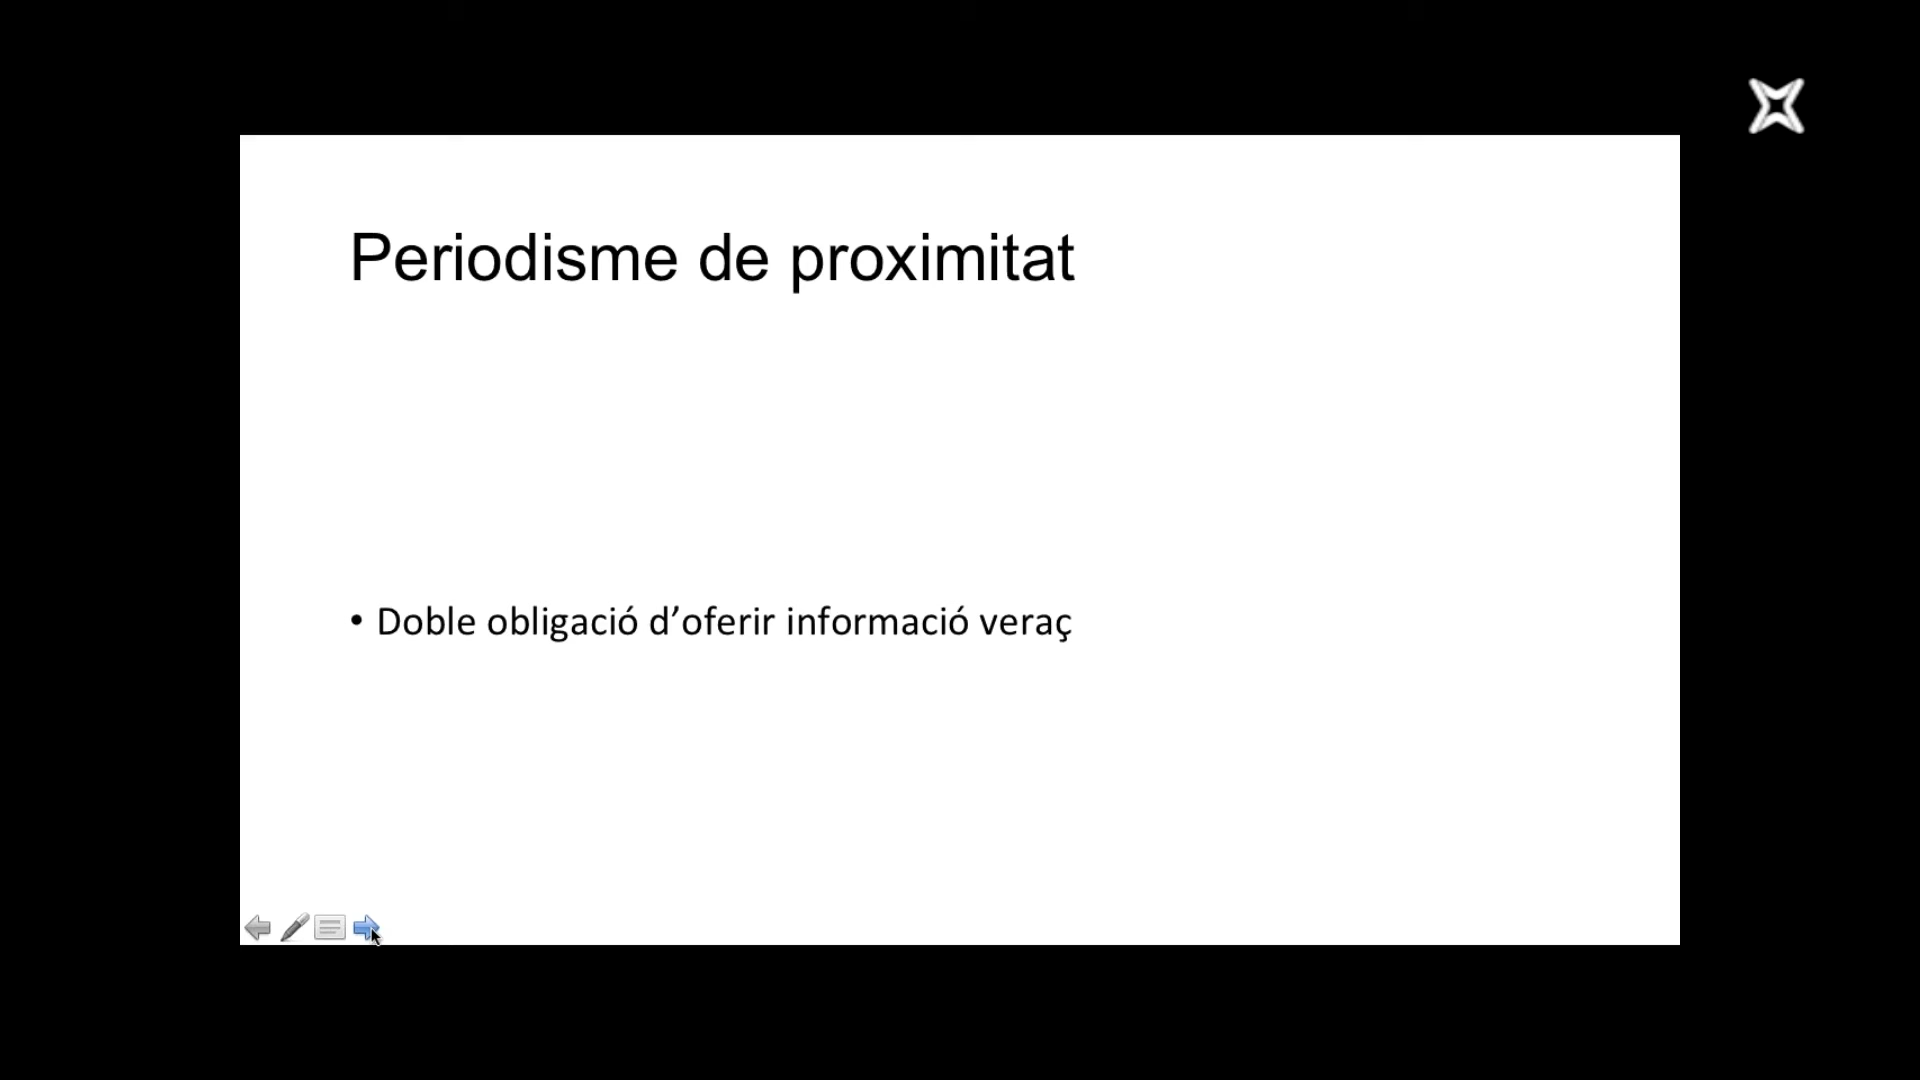 Periodisme de proximitat
• Doble obligació d’oferir informació veraç